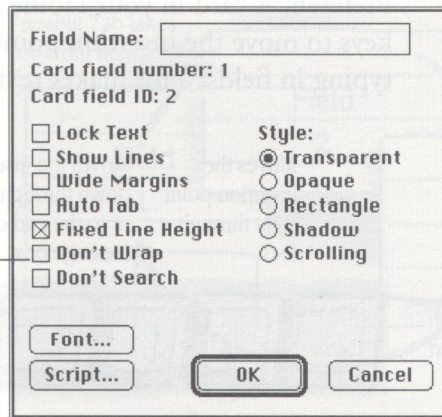 Field Name:
Card field number: 1
Card field ID: 2
Lock Text
Show Lines
Wide Margins
Auto Tab
Fixed Line Height
Don't Wrap
Don't Search
Style:
Transparent
Opaque
Rectangle
Shadow
Scrolling
Font...
Script...
OK
Cancel